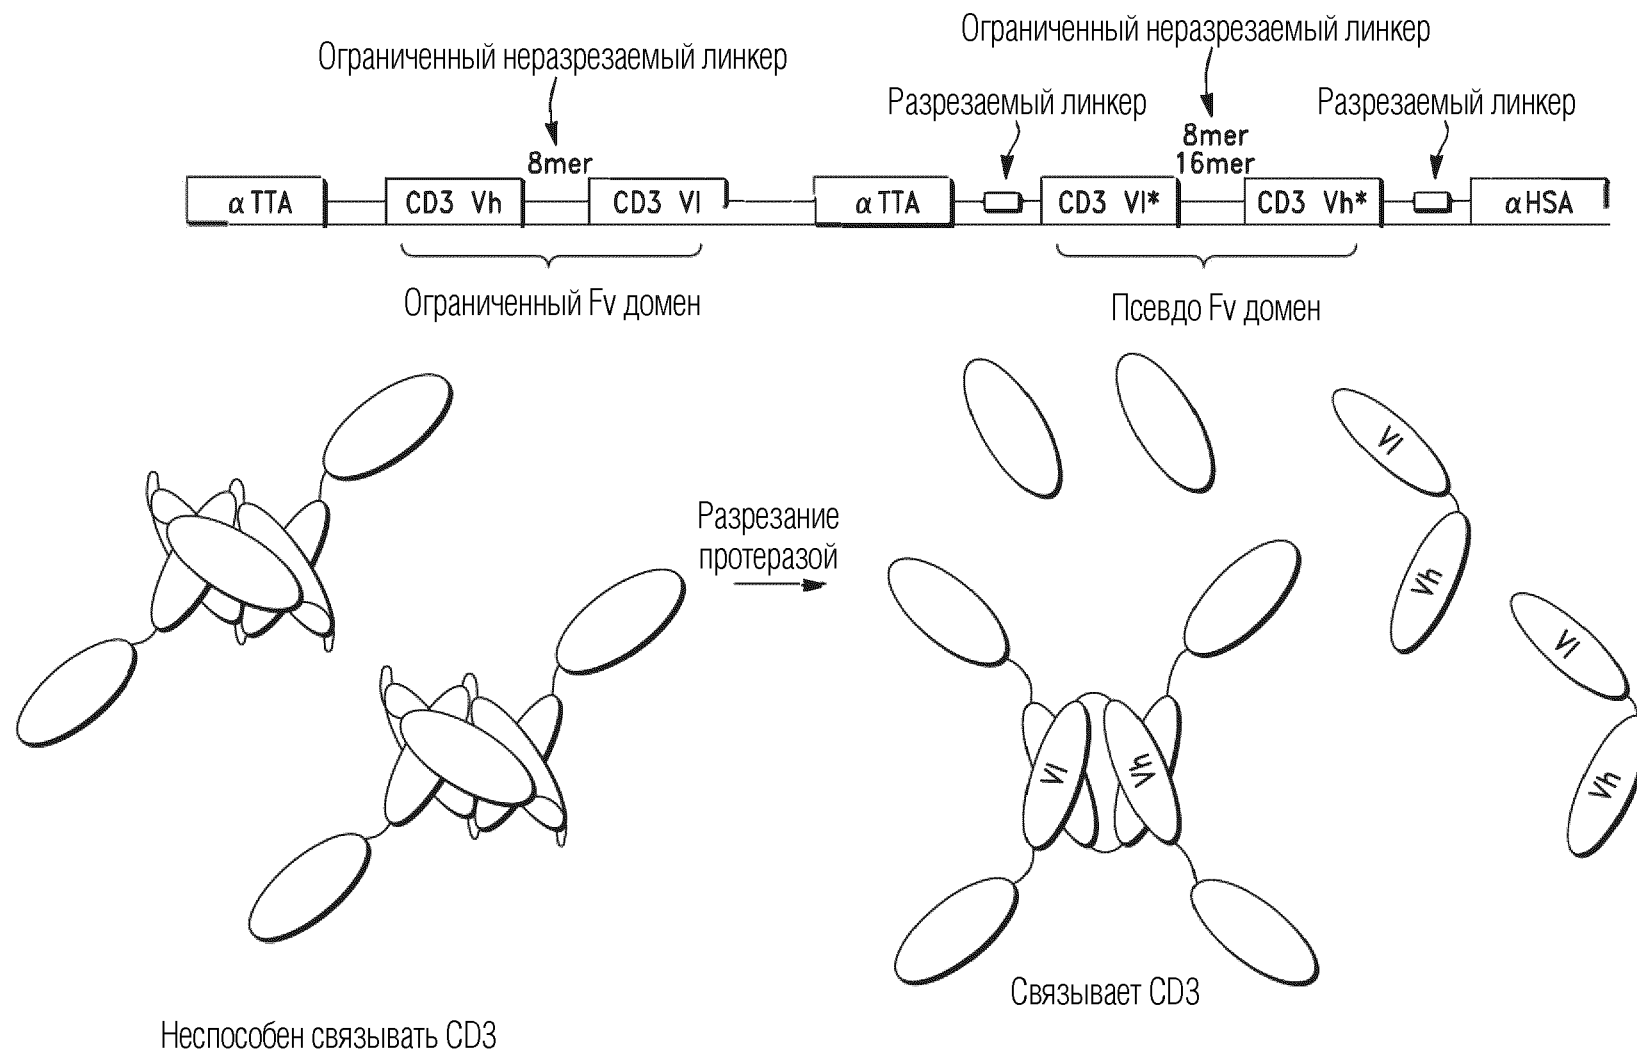 Ограниченный неразрезаемый линкер
Ограниченный неразрезаемый линкер
Разрезаемый линкер
Разрезаемый линкер
8mer
8mer
16mer
αTTA
CD3 Vh
CD3 Vl
αTTA
CD3 Vl*
CD3 Vh*
αHSA
Ограниченный Fv домен
Псевдо Fv домен
Разрезание
протеразой
Vl
Vh
Vl
Vh
Vl
Vh
Связывает CD3
Неспособен связывать CD3